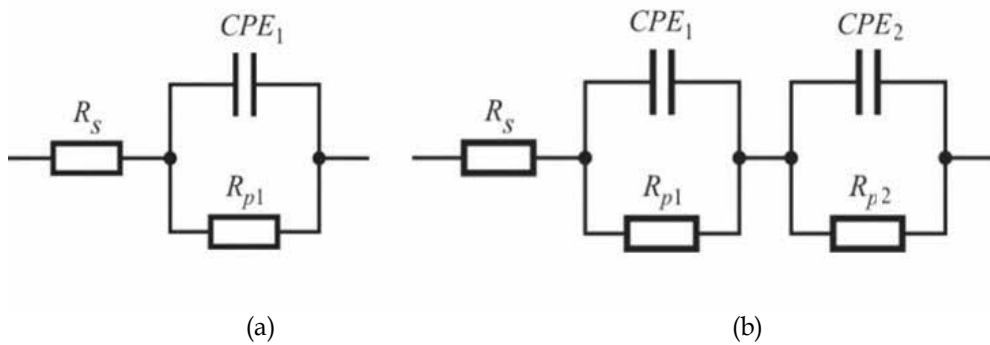 CPE1
Rs
Rp1
(a)
CPE1 CPE2
Rs
Rp1 Rp2
(b)